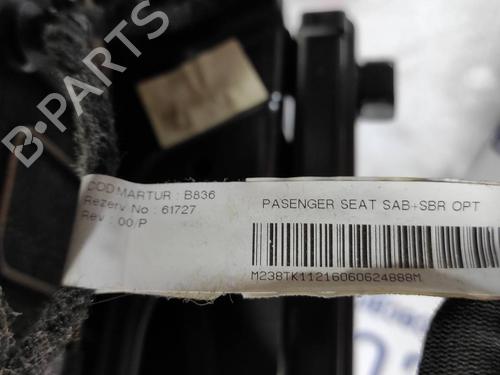 B-PARTS
COD MARTUR : B836
Rezerv No : 61727
Rev : 00/P
PASENGER SEAT SAB+SBR OPT
M238TK11216060624888M